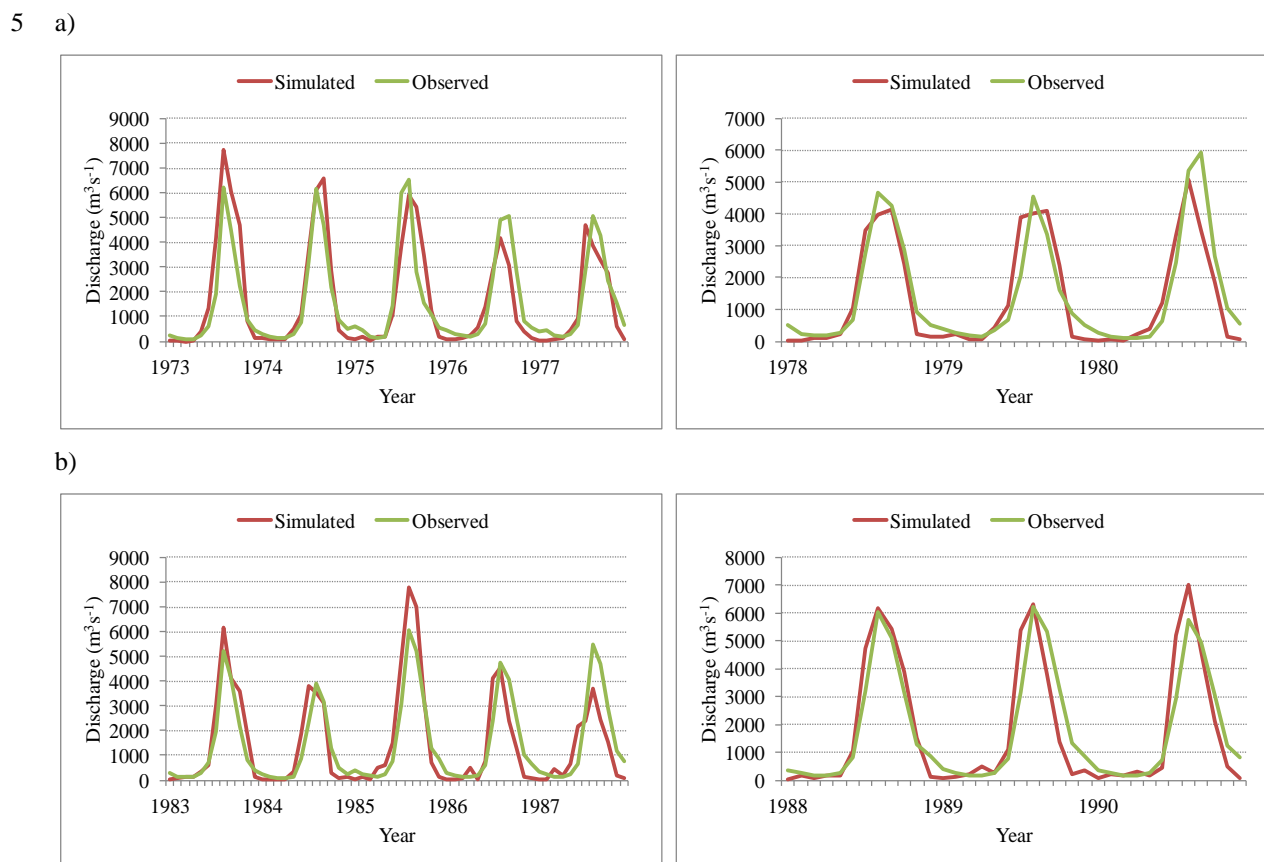 5 a)
Simulated Observed
9000
8000
7000
6000
5000
4000
3000
2000
1000
0
Discharge (m³s⁻¹)
1973 1974 1975 1976 1977
Year
Simulated Observed
7000
6000
5000
4000
3000
2000
1000
0
Discharge (m³s⁻¹)
1978 1979 1980
Year
b)
Simulated Observed
9000
8000
7000
6000
5000
4000
3000
2000
1000
0
Discharge (m³s⁻¹)
1983 1984 1985 1986 1987
Year
Simulated Observed
8000
7000
6000
5000
4000
3000
2000
1000
0
Discharge (m³s⁻¹)
1988 1989 1990
Year